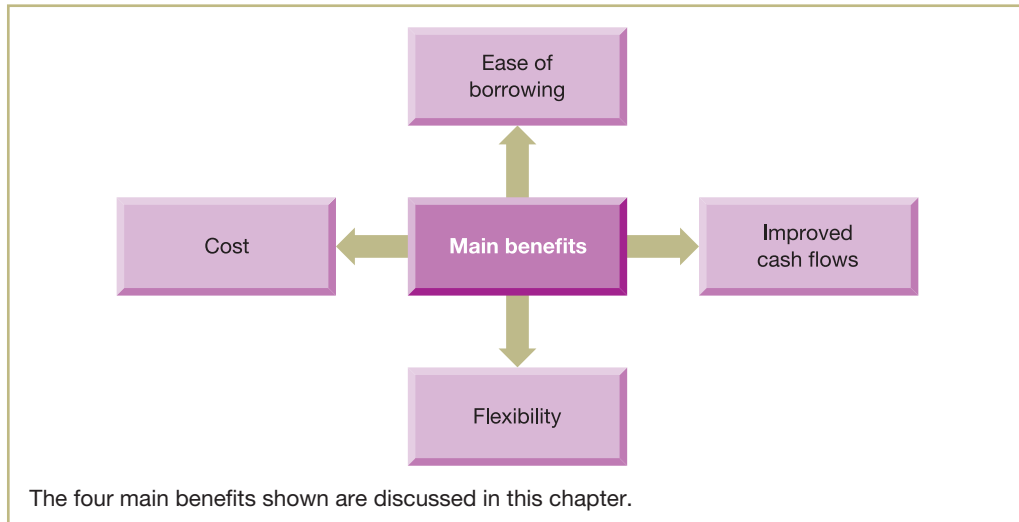 Ease of
borrowing
Cost
Main benefits
Improved
cash flows
Flexibility
The four main benefits shown are discussed in this chapter.